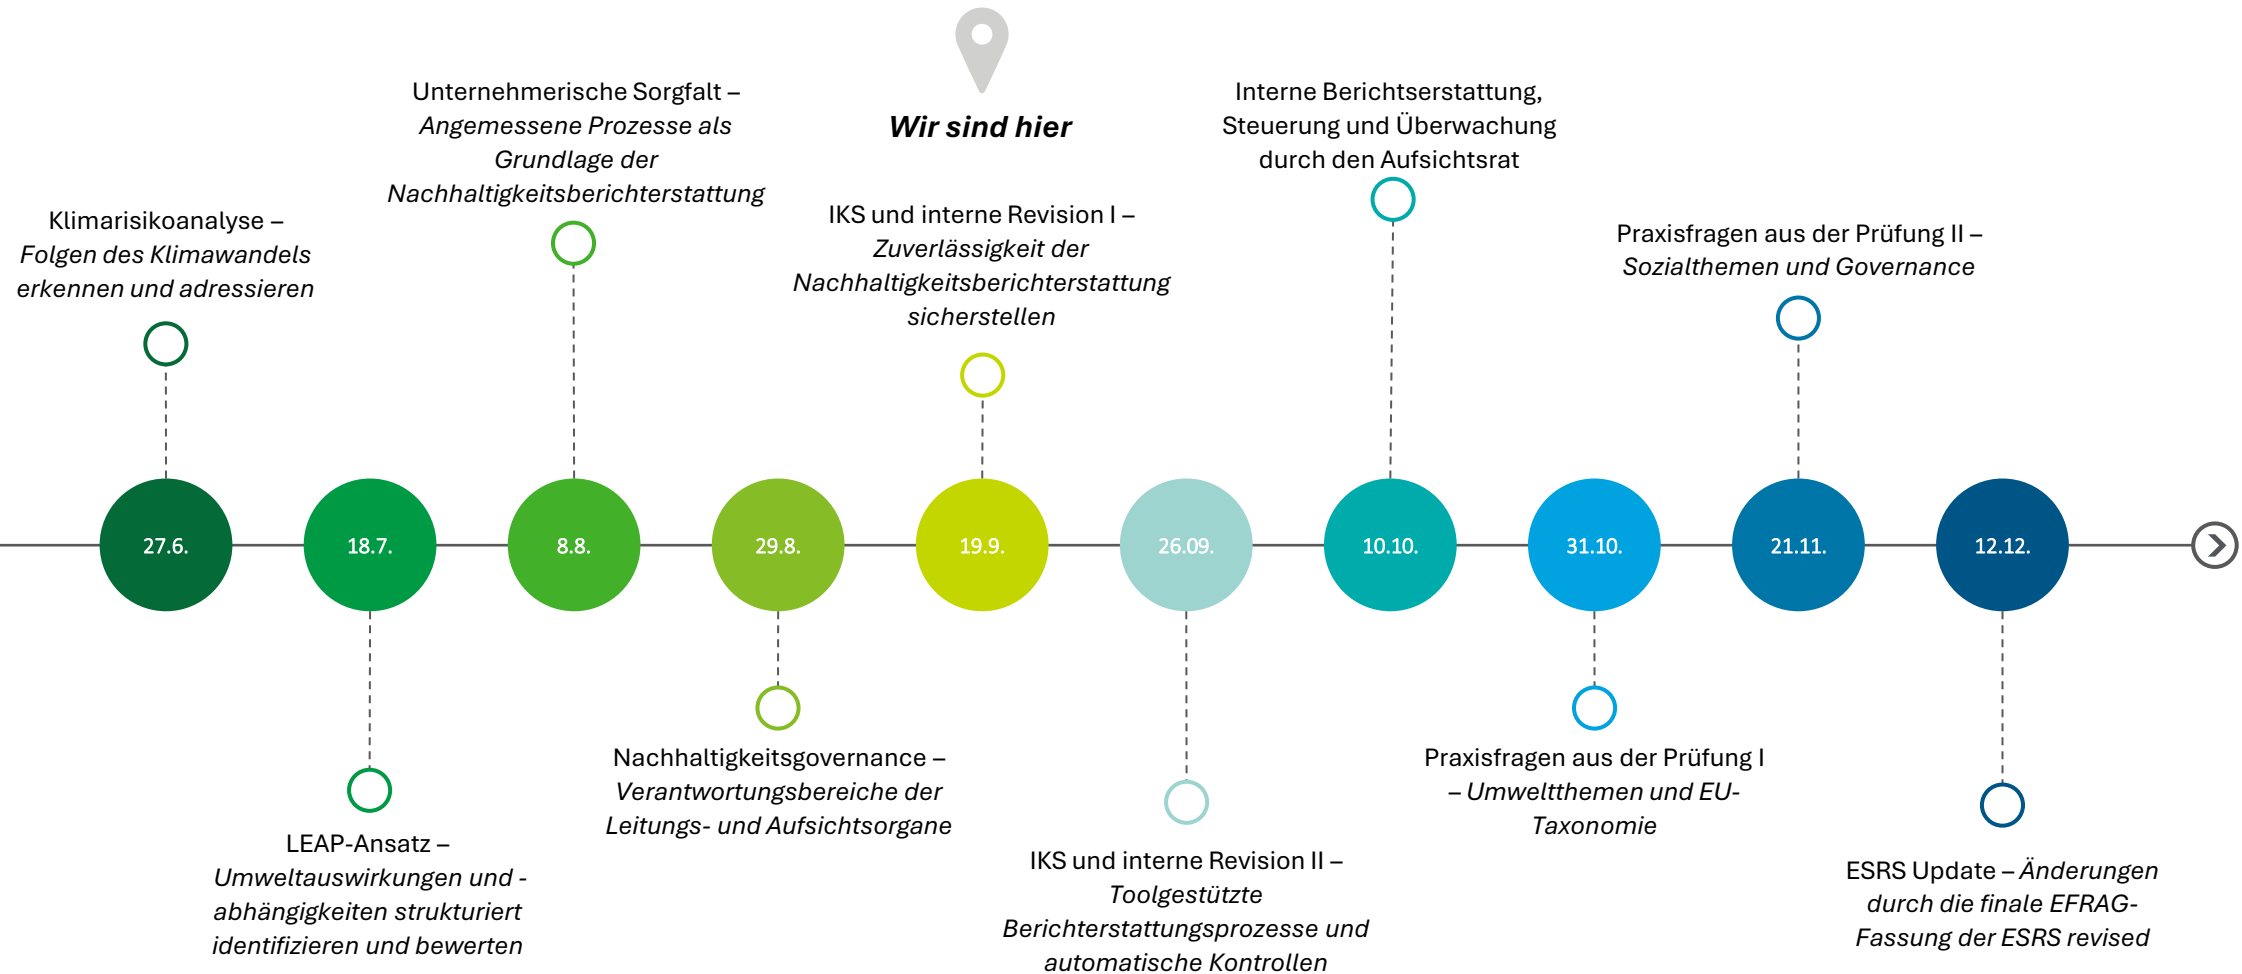 Wir sind hier
Klimarisikoanalyse –
Folgen des Klimawandels
erkennen und adressieren
Unternehmerische Sorgfalt –
Angemessene Prozesse als
Grundlage der
Nachhaltigkeitsberichterstattung
IKS und interne Revision I –
Zuverlässigkeit der
Nachhaltigkeitsberichterstattung
sicherstellen
Interne Berichtserstattung,
Steuerung und Überwachung
durch den Aufsichtsrat
Praxisfragen aus der Prüfung II –
Sozialthemen und Governance
27.6.
18.7.
8.8.
29.8.
19.9.
26.09.
10.10.
31.10.
21.11.
12.12.
LEAP-Ansatz –
Umweltauswirkungen und -
abhängigkeiten strukturiert
identifizieren und bewerten
Nachhaltigkeitsgovernance –
Verantwortungsbereiche der
Leitungs- und Aufsichtsorgane
IKS und interne Revision II –
Toolgestützte
Berichterstattungsprozesse und
automatische Kontrollen
Praxisfragen aus der Prüfung I
– Umweltthemen und EU-
Taxonomie
ESRS Update – Änderungen
durch die finale EFRAG-
Fassung der ESRS revised